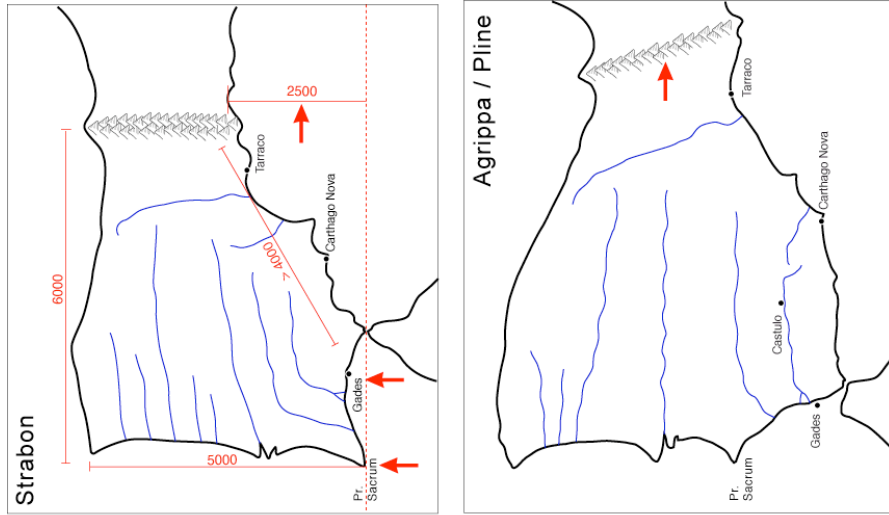 Strabon
6000
5000
2500
< 4000
Tarraco
Carthago Nova
Gades
Pr.
Sacrum
Agrippa / Pline
Tarraco
Carthago Nova
Castulo
Gades
Pr.
Sacrum